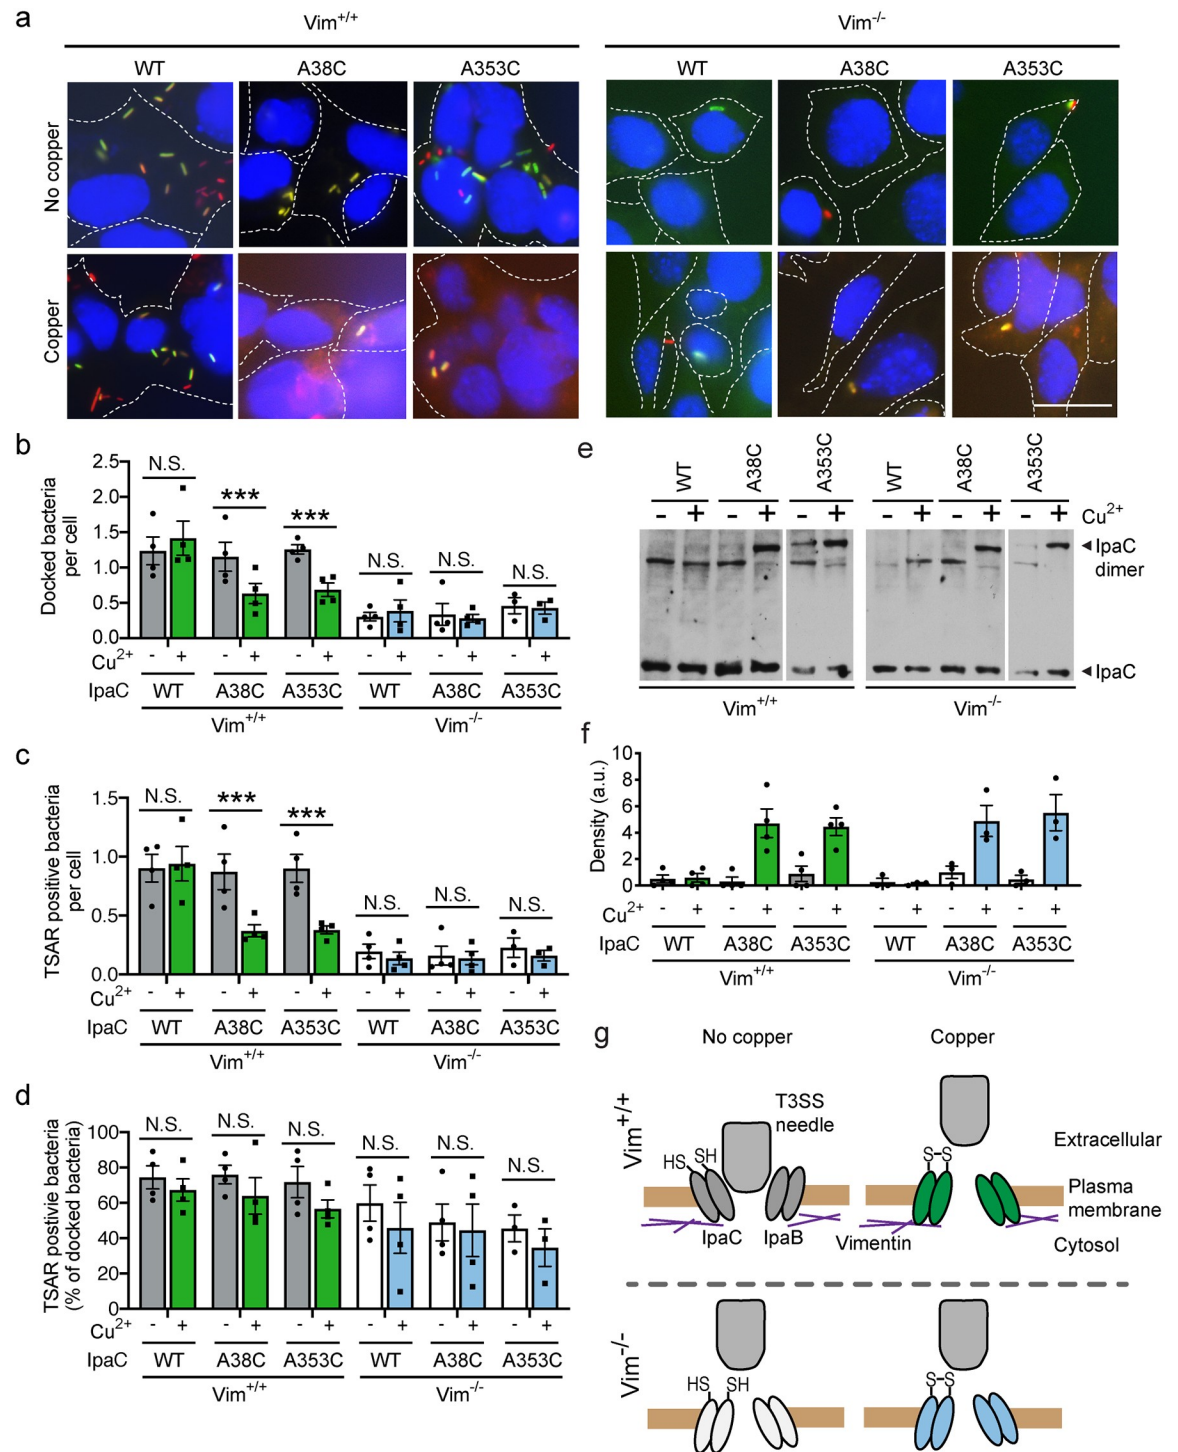 a
Vim+/+
Vim-/-
WT A38C A353C WT A38C A353C
No copper
Copper
b
Docked bacteria
per cell
2.5
2.0
1.5
1.0
0.5
0.0
N.S. *** *** N.S. N.S. N.S.
Cu2+ - + - + - + - + - + - +
IpaC WT A38C A353C WT A38C A353C
Vim+/+ Vim-/-
c
TSAR positive bacteria
per cell
1.5
1.0
0.5
0.0
N.S. *** *** N.S. N.S. N.S.
Cu2+ - + - + - + - + - + - +
IpaC WT A38C A353C WT A38C A353C
Vim+/+ Vim-/-
d
TSAR postivie bacteria
(% of docked bacteria)
100
80
60
40
20
0
N.S. N.S. N.S. N.S. N.S. N.S.
Cu2+ - + - + - + - + - + - +
IpaC WT A38C A353C WT A38C A353C
Vim+/+ Vim-/-
e
WT A38C A353C WT A38C A353C
- + - + - + - + - + - + Cu2+
IpaC
dimer
IpaC
Vim+/+ Vim-/-
f
Density (a.u.)
10
8
6
4
2
0
Cu2+ - + - + - + - + - + - +
IpaC WT A38C A353C WT A38C A353C
Vim+/+ Vim-/-
g
No copper Copper
Vim+/+
T3SS
needle
HS SH
S-S
Extracellular
Plasma
membrane
Cytosol
IpaC IpaB Vimentin
Vim-/-
HS SH
S-S